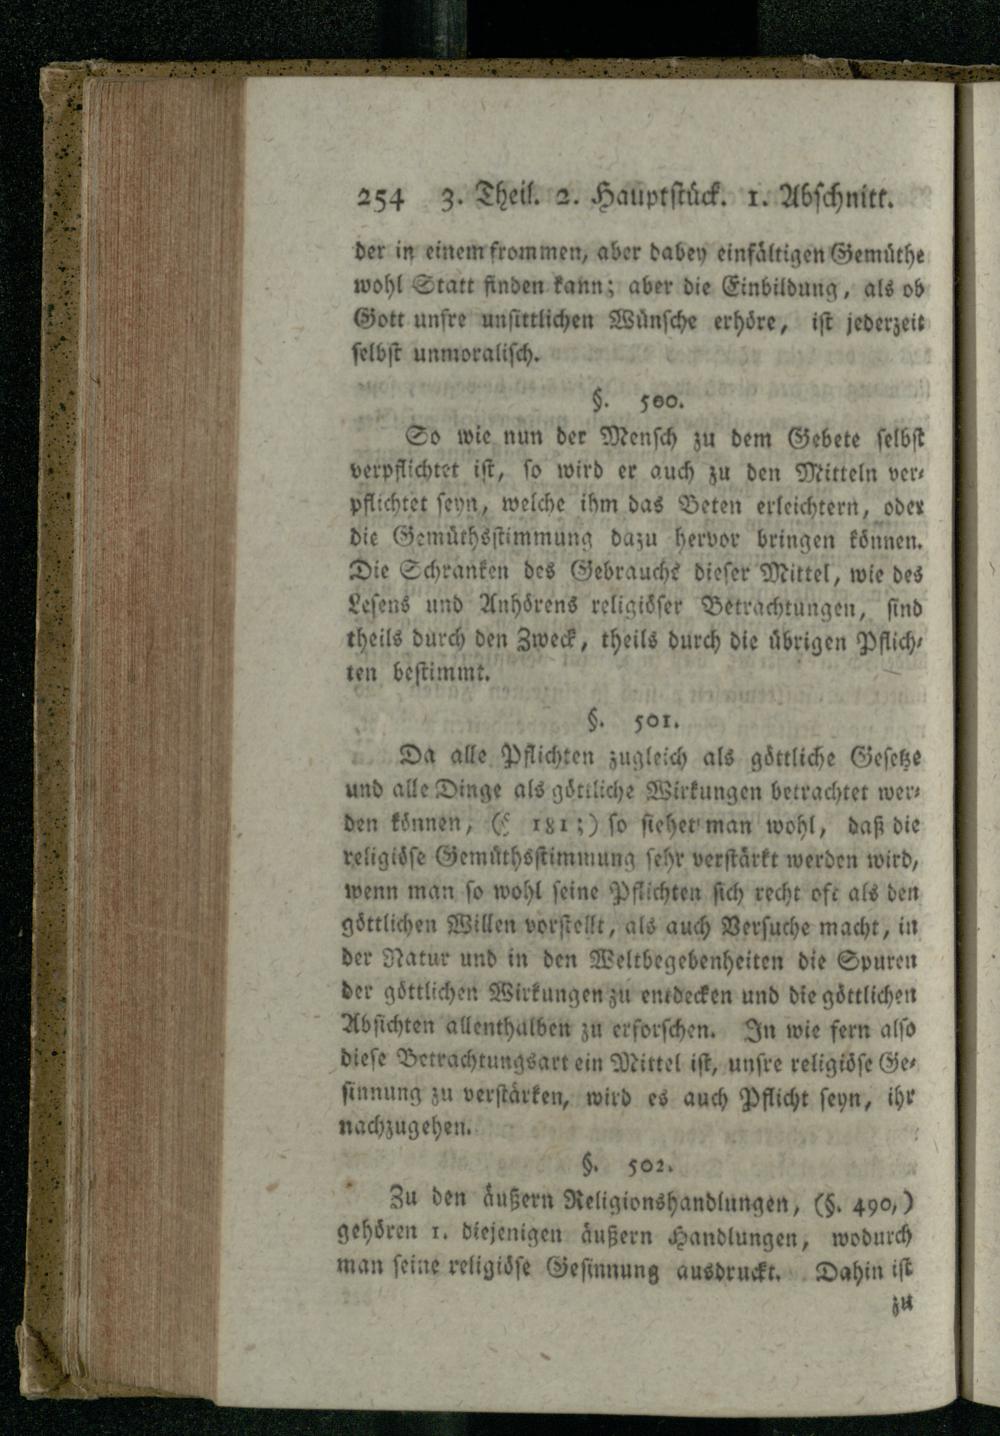 254 3. Theil. 2. Hauptstück. 1. Abschnitt.
der in einem frommen, aber dabey einfältigen Gemüthe
wohl Statt finden kann; aber die Einbildung, als ob
Gott unsre unsittlichen Wünsche erhöre, ist jederzeit
selbst unmoralisch.
§. 500.
So wie nun der Mensch zu dem Gebete selbst
verpflichtet ist, so wird er auch zu den Mitteln ver-
pflichtet seyn, welche ihm das Beten erleichtern, oder
die Gemüthsstimmung dazu hervor bringen können.
Die Schranken des Gebrauchs dieser Mittel, wie des
Lesens und Anhörens religiöser Betrachtungen, sind
theils durch den Zweck, theils durch die übrigen Pflich-
ten bestimmt.
§. 501.
Da alle Pflichten zugleich als göttliche Gesetze
und alle Dinge als göttliche Wirkungen betrachtet wer-
den können, (§ 181;) so siehet man wohl, daß die
religiöse Gemüthsstimmung sehr verstärkt werden wird,
wenn man so wohl seine Pflichten sich recht oft als den
göttlichen Willen vorstellt, als auch Versuche macht, in
der Natur und in den Weltbegebenheiten die Spuren
der göttlichen Wirkungen zu entdecken und die göttlichen
Absichten allenthalben zu erforschen. In wie fern also
diese Betrachtungsart ein Mittel ist, unsre religiöse Ge-
sinnung zu verstärken, wird es auch Pflicht seyn, ihr
nachzugehen.
§. 502.
Zu den äußern Religionshandlungen, (§. 490,)
gehören 1. diejenigen äußern Handlungen, wodurch
man seine religiöse Gesinnung ausdruckt. Dahin ist
zu